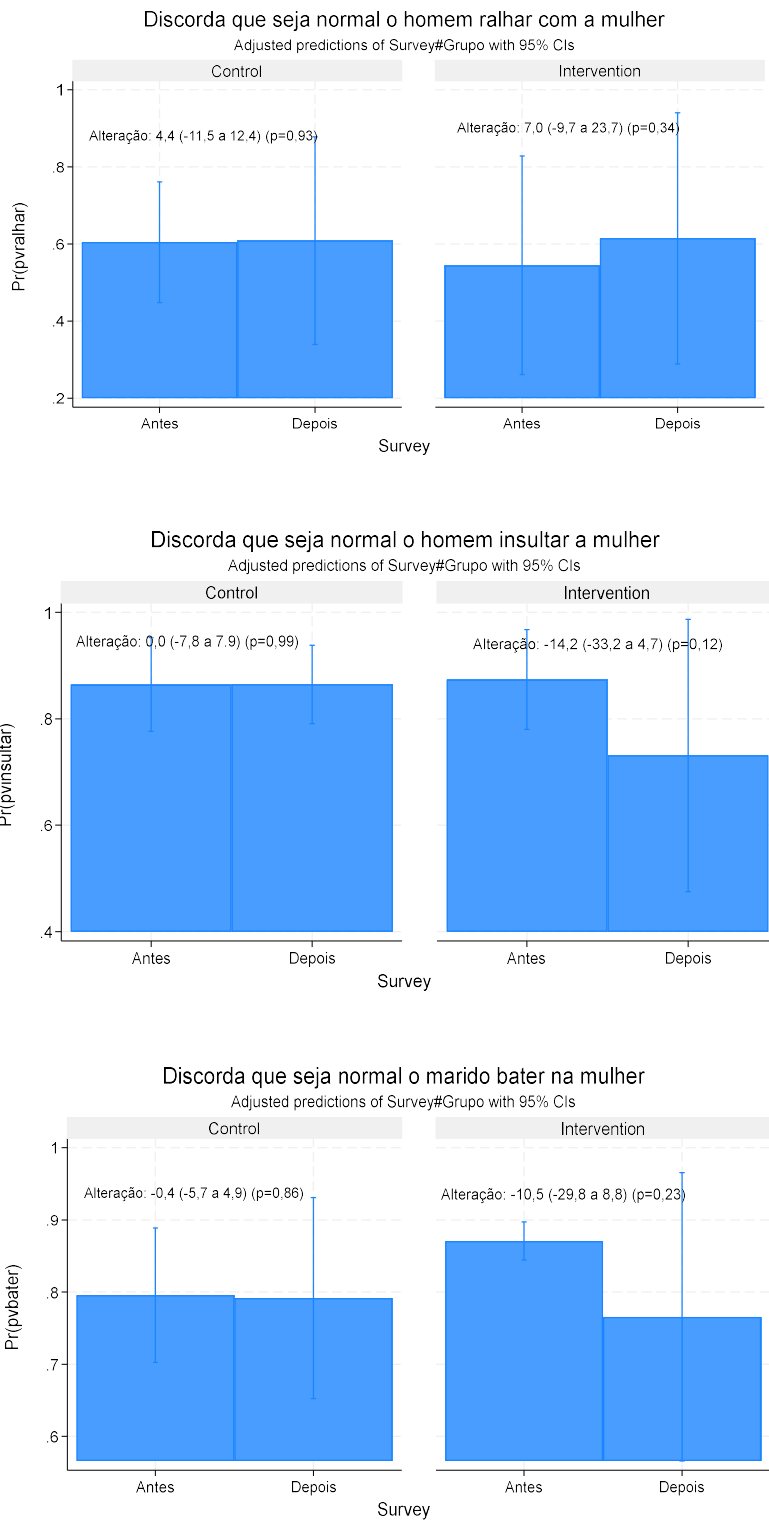 Discorda que seja normal o homem ralhar com a mulher
Adjusted predictions of Survey#Grupo with 95% CIs
Control
Intervention
Alteração: 4,4 (-11,5 a 12,4) (p=0,93)
Alteração: 7,0 (-9,7 a 23,7) (p=0,34)
Pr(pvralhar)
1
.8
.6
.4
.2
Antes
Depois
Antes
Depois
Survey
Discorda que seja normal o homem insultar a mulher
Adjusted predictions of Survey#Grupo with 95% CIs
Control
Intervention
Alteração: 0,0 (-7,8 a 7.9) (p=0,99)
Alteração: -14,2 (-33,2 a 4,7) (p=0,12)
Pr(pvinsultar)
1
.8
.6
.4
Antes
Depois
Antes
Depois
Survey
Discorda que seja normal o marido bater na mulher
Adjusted predictions of Survey#Grupo with 95% CIs
Control
Intervention
Alteração: -0,4 (-5,7 a 4,9) (p=0,86)
Alteração: -10,5 (-29,8 a 8,8) (p=0,23)
Pr(pvbater)
1
.9
.8
.7
.6
Antes
Depois
Antes
Depois
Survey